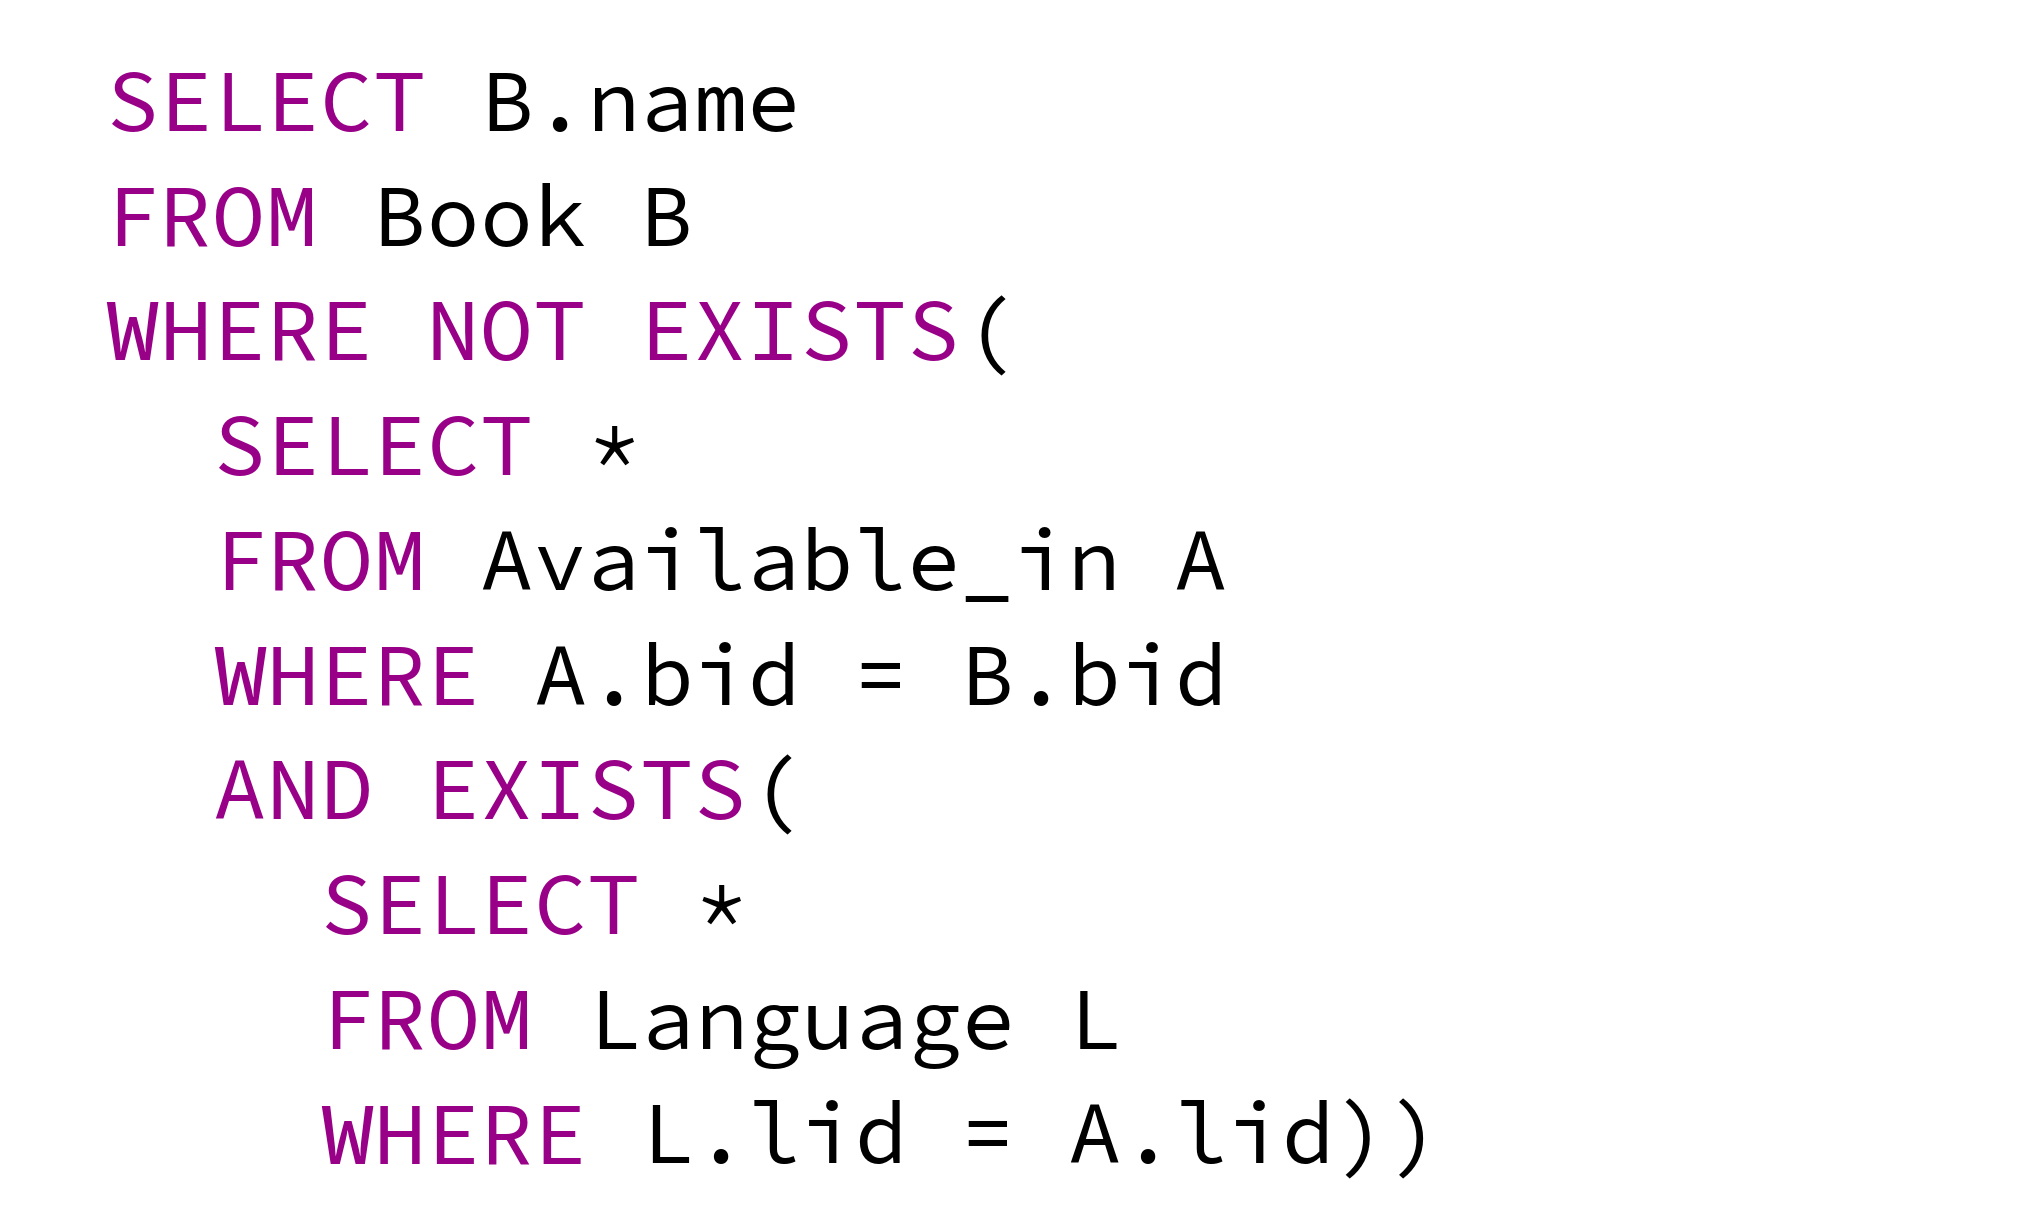 SELECT B.name
FROM Book B
WHERE NOT EXISTS(
  SELECT *
  FROM Available_in A
  WHERE A.bid = B.bid
  AND EXISTS(
    SELECT *
    FROM Language L
    WHERE L.lid = A.lid))